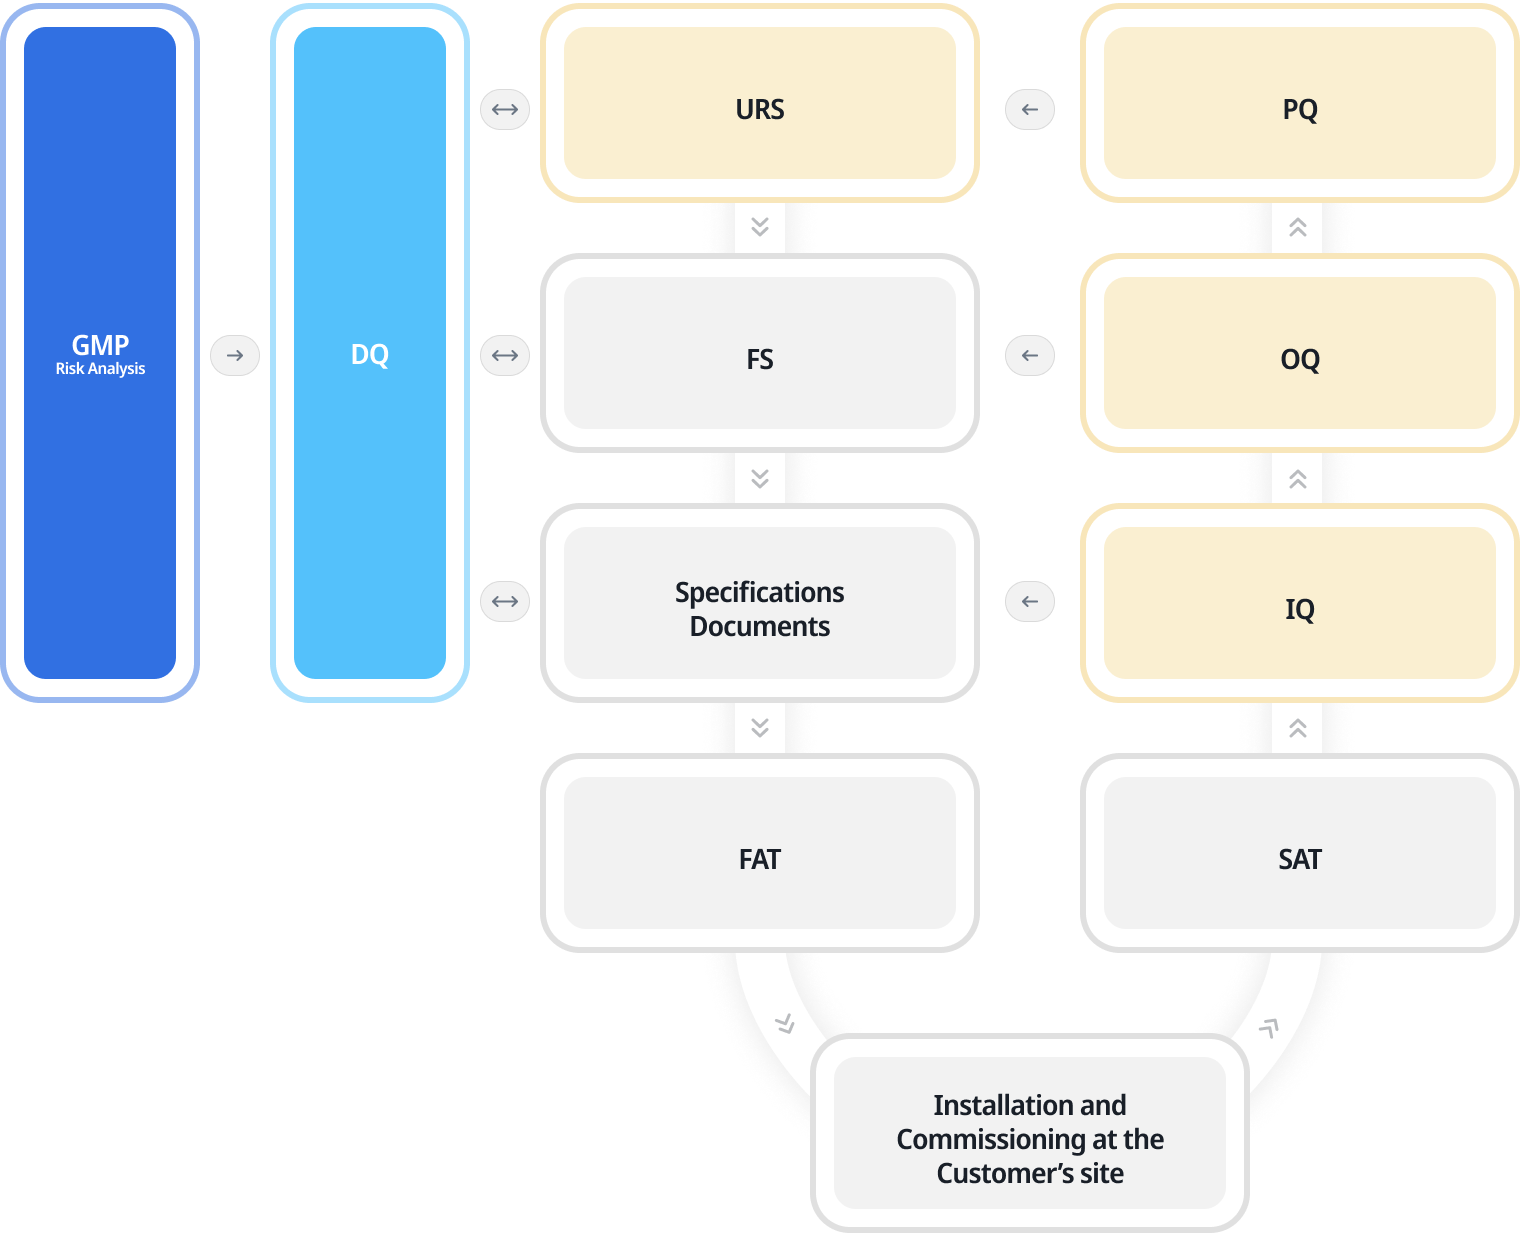 GMP
Risk Analysis
DQ
URS
PQ
FS
OQ
Specifications
Documents
IQ
FAT
SAT
Installation and
Commissioning at the
Customer’s site